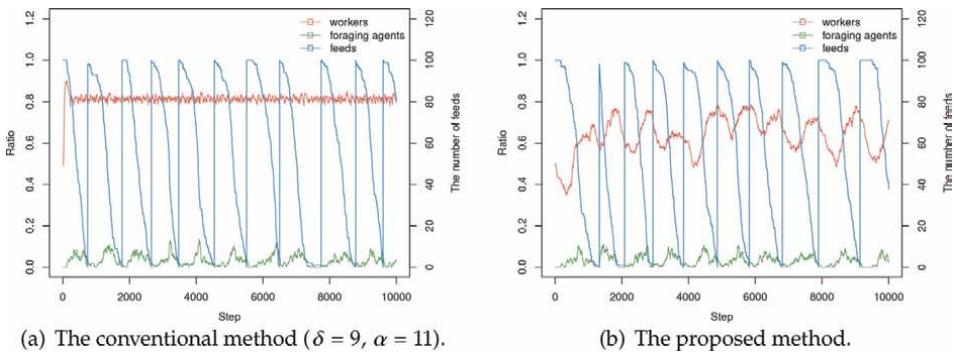 workers
foraging agents
feeds
1.2
1.0
0.8
0.6
0.4
0.2
0.0
Ratio
120
100
80
60
40
20
0
The number of feeds
0 2000 4000 6000 8000 10000
Step
(a) The conventional method (δ = 9, α = 11).
workers
foraging agents
feeds
1.2
1.0
0.8
0.6
0.4
0.2
0.0
Ratio
120
100
80
60
40
20
0
The number of feeds
0 2000 4000 6000 8000 10000
Step
(b) The proposed method.